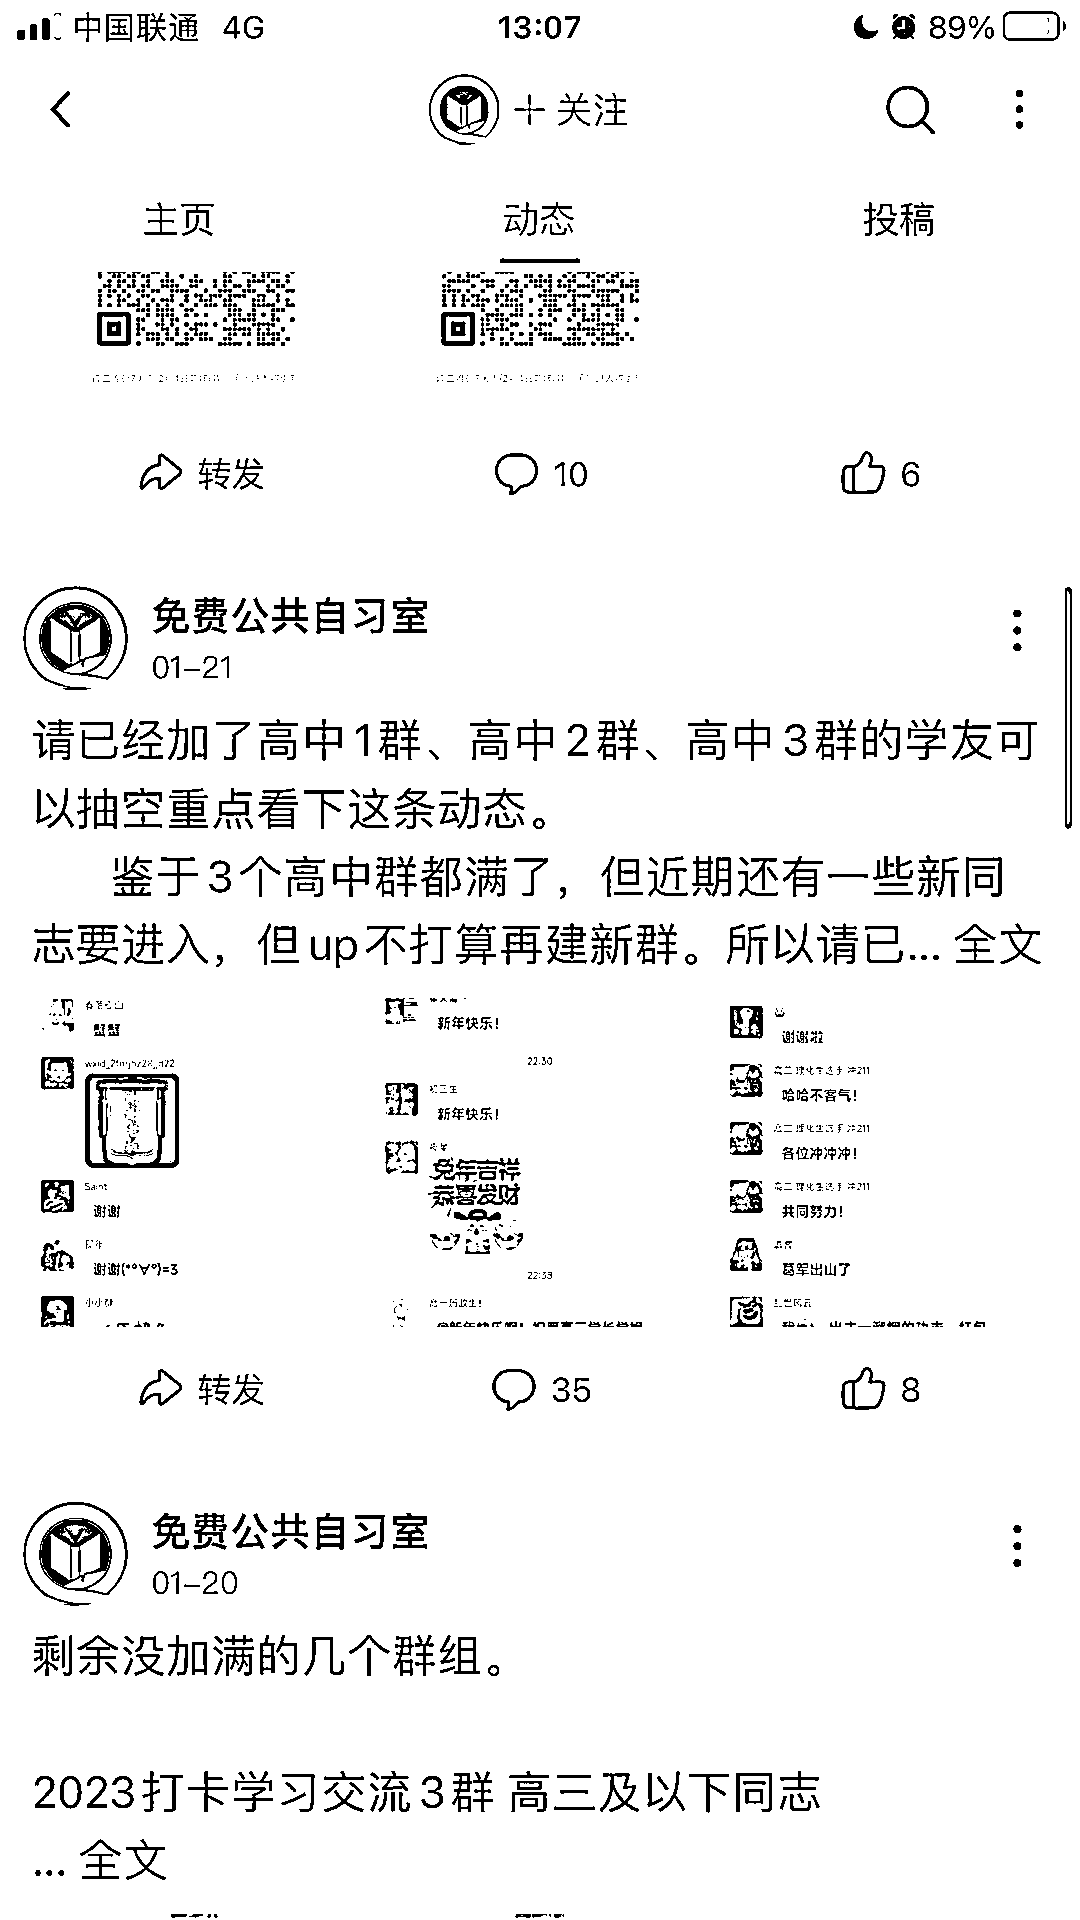 中国联通 4G 13:07 89%
+ 关注
主页 动态 投稿
转发 10 6
免费公共自习室
01-21
请已经加了高中1群、高中2群、高中3群的学友可
以抽空重点看下这条动态。
鉴于3个高中群都满了，但近期还有一些新同
志要进入，但up不打算再建新群。所以请已... 全文
蟹蟹
Saint
谢谢
谢谢(*°∀°)=3
新年快乐！
22:30
新年快乐！
兔年吉祥
恭喜发财
22:38
谢谢啦
哈哈不客气！
各位冲冲冲！
共同努力！
葛军出山了
转发 35 8
免费公共自习室
01-20
剩余没加满的几个群组。
2023打卡学习交流3群 高三及以下同志
... 全文